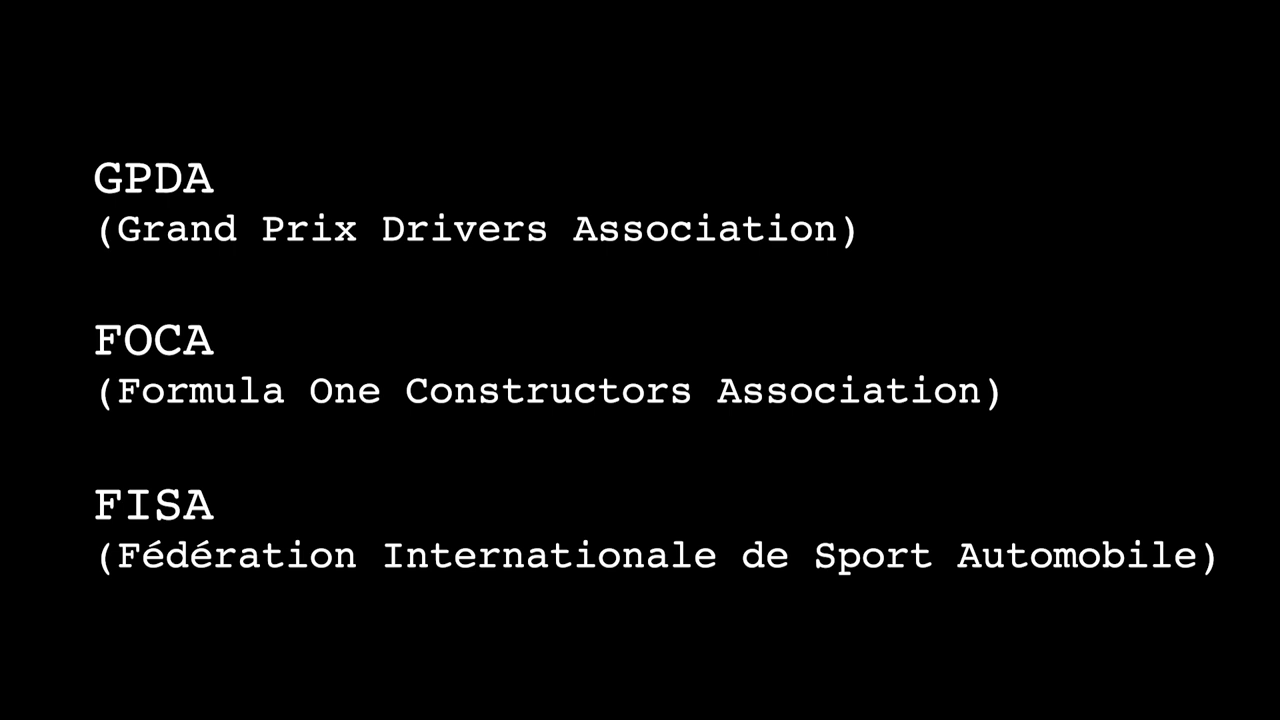 GPDA
(Grand Prix Drivers Association)
FOCA
(Formula One Constructors Association)
FISA
(Fédération Internationale de Sport Automobile)